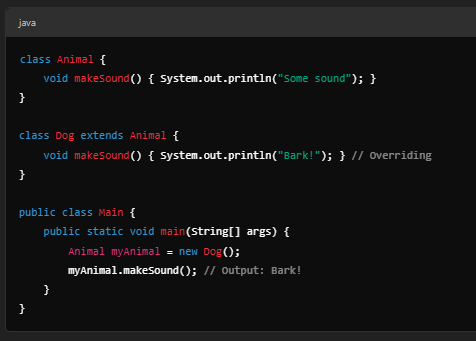 java
class Animal {
    void makeSound() { System.out.println("Some sound"); }
}
class Dog extends Animal {
    void makeSound() { System.out.println("Bark!"); } // Overriding
}
public class Main {
    public static void main(String[] args) {
        Animal myAnimal = new Dog();
        myAnimal.makeSound(); // Output: Bark!
    }
}